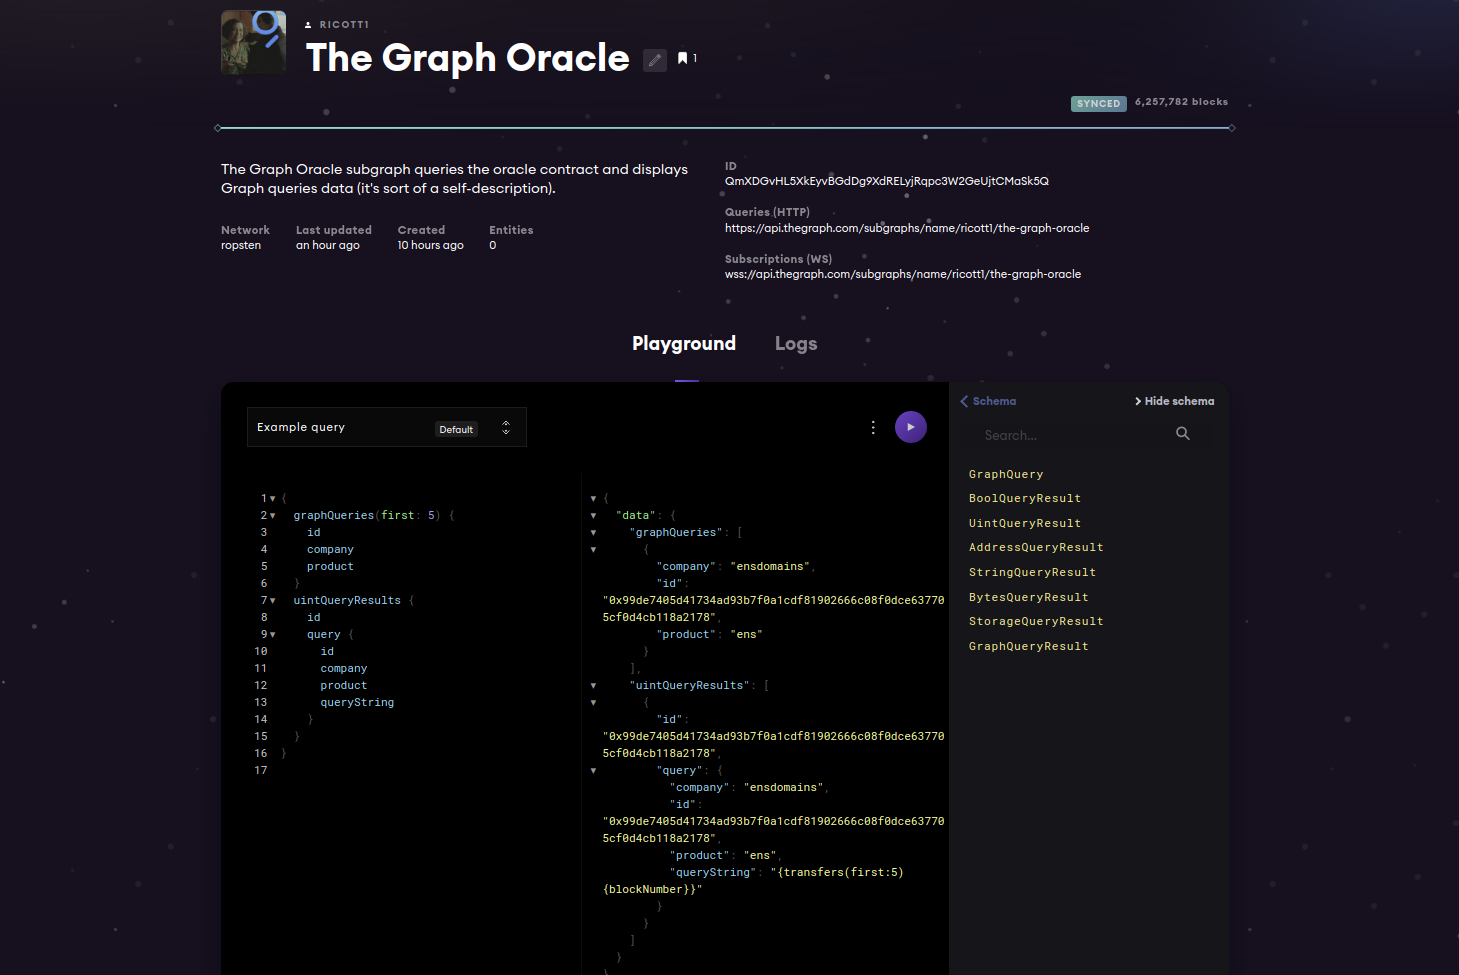 RICOTT1
The Graph Oracle
1
SYNCED 6,257,782 blocks
The Graph Oracle subgraph queries the oracle contract and displays
Graph queries data (it's sort of a self-description).
Network Last updated Created Entities
ropsten an hour ago 10 hours ago 0
ID
QmXDGvHL5XkEyvBGdDg9XdRELyjRqpc3W2GeUjtCMaSk5Q
Queries (HTTP)
https://api.thegraph.com/subgraphs/name/ricott1/the-graph-oracle
Subscriptions (WS)
wss://api.thegraph.com/subgraphs/name/ricott1/the-graph-oracle
Playground Logs
Example query Default
1 {
2 graphQueries(first: 5) {
3 id
4 company
5 product
6 }
7 uintQueryResults {
8 id
9 query {
10 id
11 company
12 product
13 queryString
14 }
15 }
16 }
17
{
"data": {
"graphQueries": [
{
"company": "ensdomains",
"id":
"0x99de7405d41734ad93b7f0a1cdf81902666c08f0dce63770
5cf0d4cb118a2178",
"product": "ens"
}
],
"uintQueryResults": [
{
"id":
"0x99de7405d41734ad93b7f0a1cdf81902666c08f0dce63770
5cf0d4cb118a2178",
"query": {
"company": "ensdomains",
"id":
"0x99de7405d41734ad93b7f0a1cdf81902666c08f0dce63770
5cf0d4cb118a2178",
"product": "ens",
"queryString": "{transfers(first:5)
{blockNumber}}"
}
}
]
}
}
Schema Hide schema
Search...
GraphQuery
BoolQueryResult
UintQueryResult
AddressQueryResult
StringQueryResult
BytesQueryResult
StorageQueryResult
GraphQueryResult